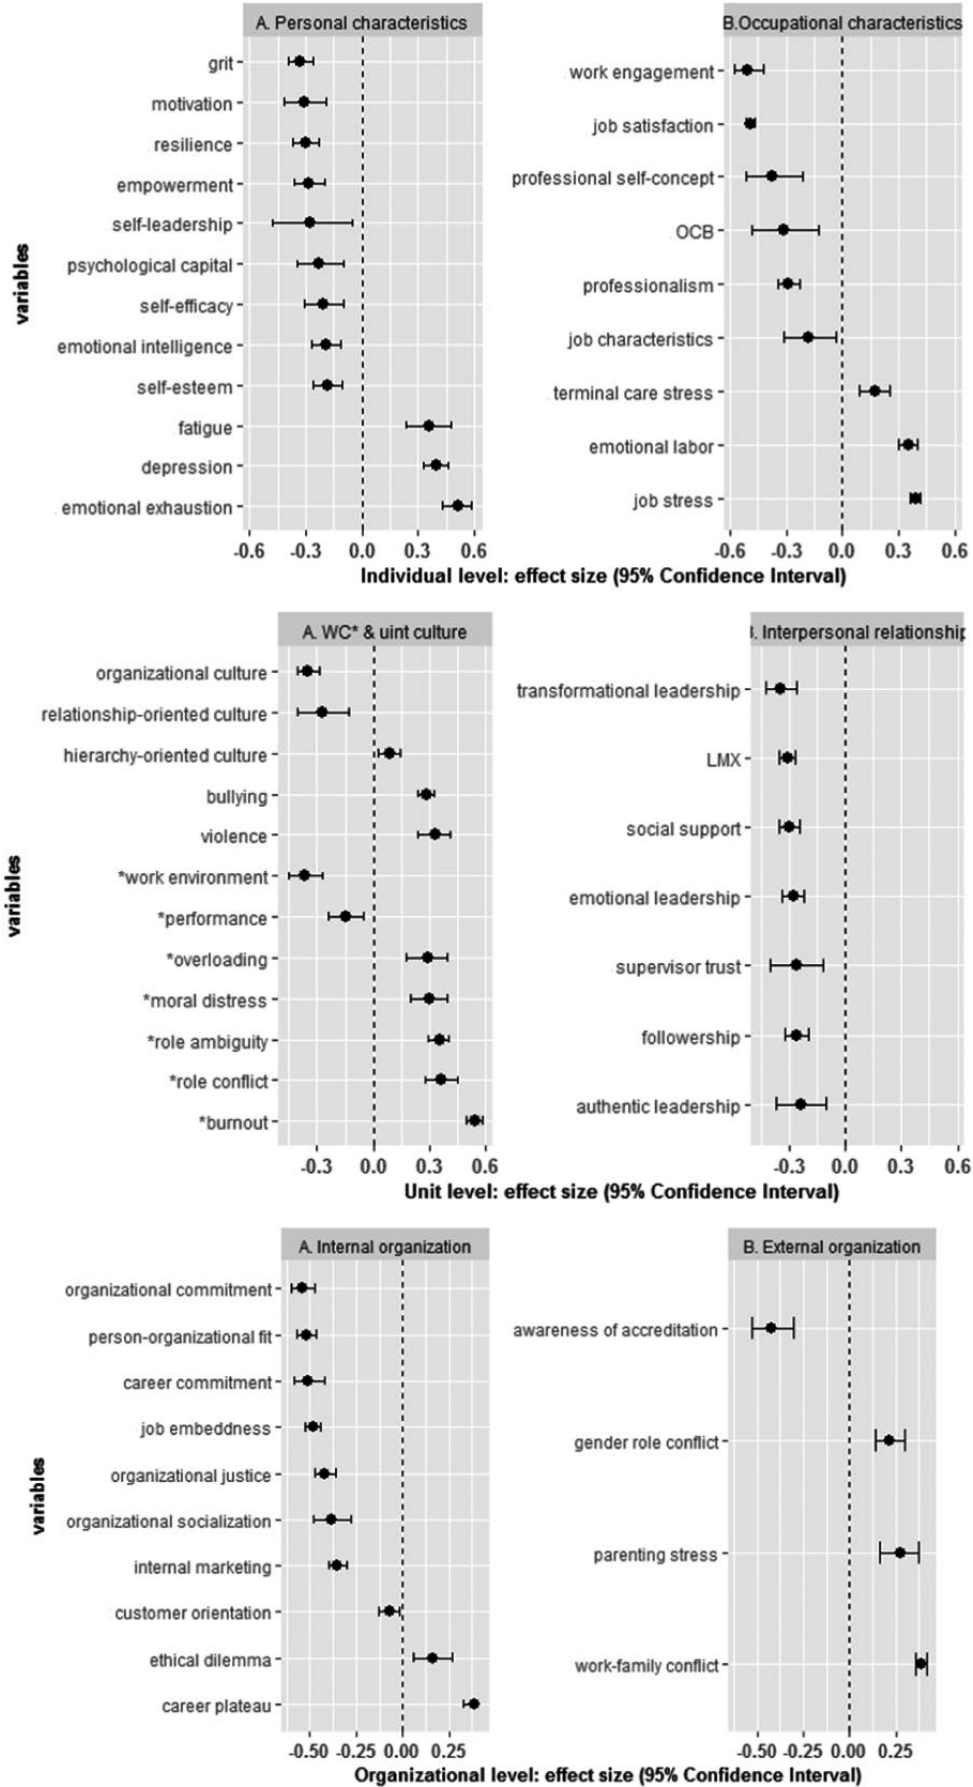 A. Personal characteristics
B.Occupational characteristics
variables
grit
motivation
resilience
empowerment
self-leadership
psychological capital
self-efficacy
emotional intelligence
self-esteem
fatigue
depression
emotional exhaustion
work engagement
job satisfaction
professional self-concept
OCB
professionalism
job characteristics
terminal care stress
emotional labor
job stress
-0.6 -0.3 0.0 0.3 0.6
-0.6 -0.3 0.0 0.3 0.6
Individual level: effect size (95% Confidence Interval)
A. WC* & uint culture
. Interpersonal relationship
variables
organizational culture
relationship-oriented culture
hierarchy-oriented culture
bullying
violence
*work environment
*performance
*overloading
*moral distress
*role ambiguity
*role conflict
*burnout
transformational leadership
LMX
social support
emotional leadership
supervisor trust
followership
authentic leadership
-0.3 0.0 0.3 0.6
-0.3 0.0 0.3 0.6
Unit level: effect size (95% Confidence Interval)
A. Internal organization
B. External organization
variables
organizational commitment
person-organizational fit
career commitment
job embeddness
organizational justice
organizational socialization
internal marketing
customer orientation
ethical dilemma
career plateau
awareness of accreditation
gender role conflict
parenting stress
work-family conflict
-0.50 -0.25 0.00 0.25
-0.50 -0.25 0.00 0.25
Organizational level: effect size (95% Confidence Interval)